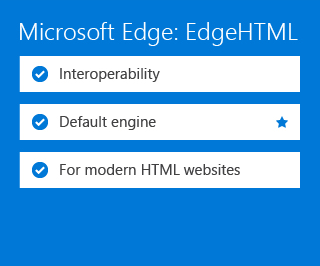 Microsoft Edge: EdgeHTML
Interoperability
Default engine
For modern HTML websites